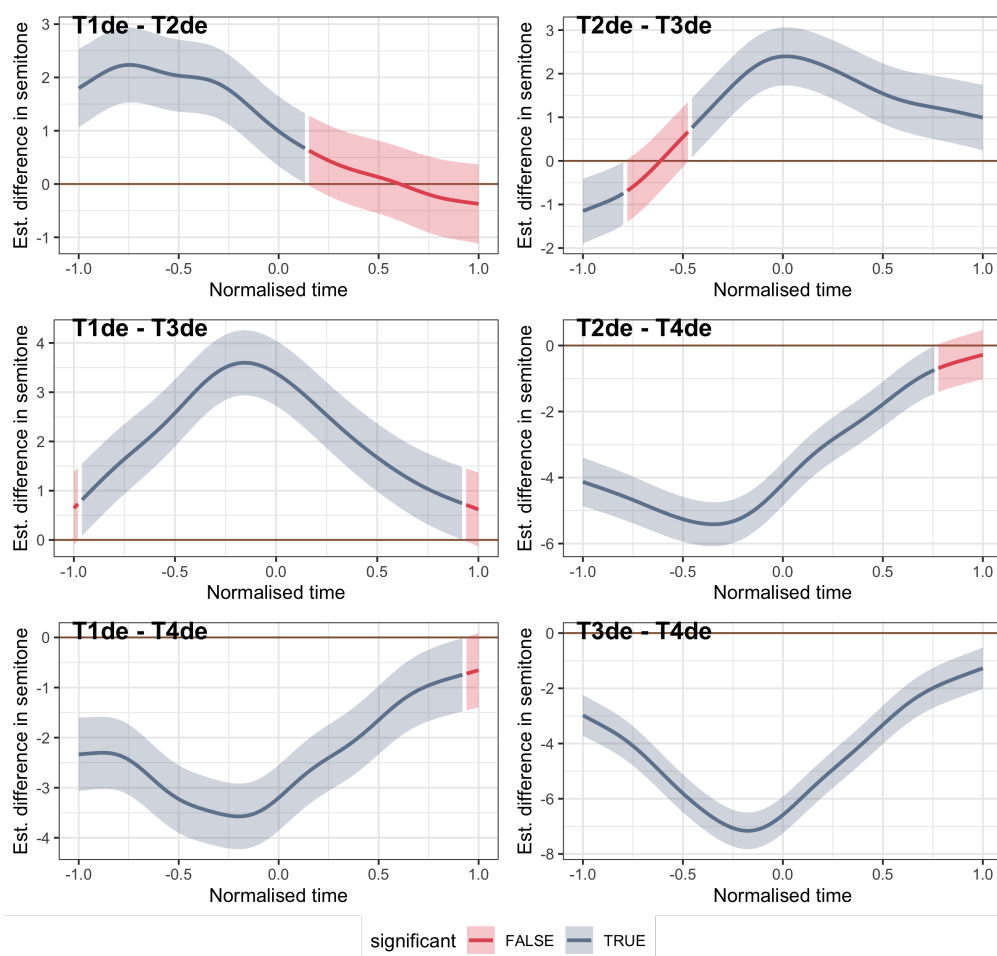 T1de - T2de
Est. difference in semitone
3
2
1
0
-1
-1.0 -0.5 0.0 0.5 1.0
Normalised time
T2de - T3de
Est. difference in semitone
3
2
1
0
-1
-2
-1.0 -0.5 0.0 0.5 1.0
Normalised time
T1de - T3de
Est. difference in semitone
4
3
2
1
0
-1.0 -0.5 0.0 0.5 1.0
Normalised time
T2de - T4de
Est. difference in semitone
0
-2
-4
-6
-1.0 -0.5 0.0 0.5 1.0
Normalised time
T1de - T4de
Est. difference in semitone
0
-1
-2
-3
-4
-1.0 -0.5 0.0 0.5 1.0
Normalised time
T3de - T4de
Est. difference in semitone
0
-2
-4
-6
-8
-1.0 -0.5 0.0 0.5 1.0
Normalised time
significant FALSE TRUE